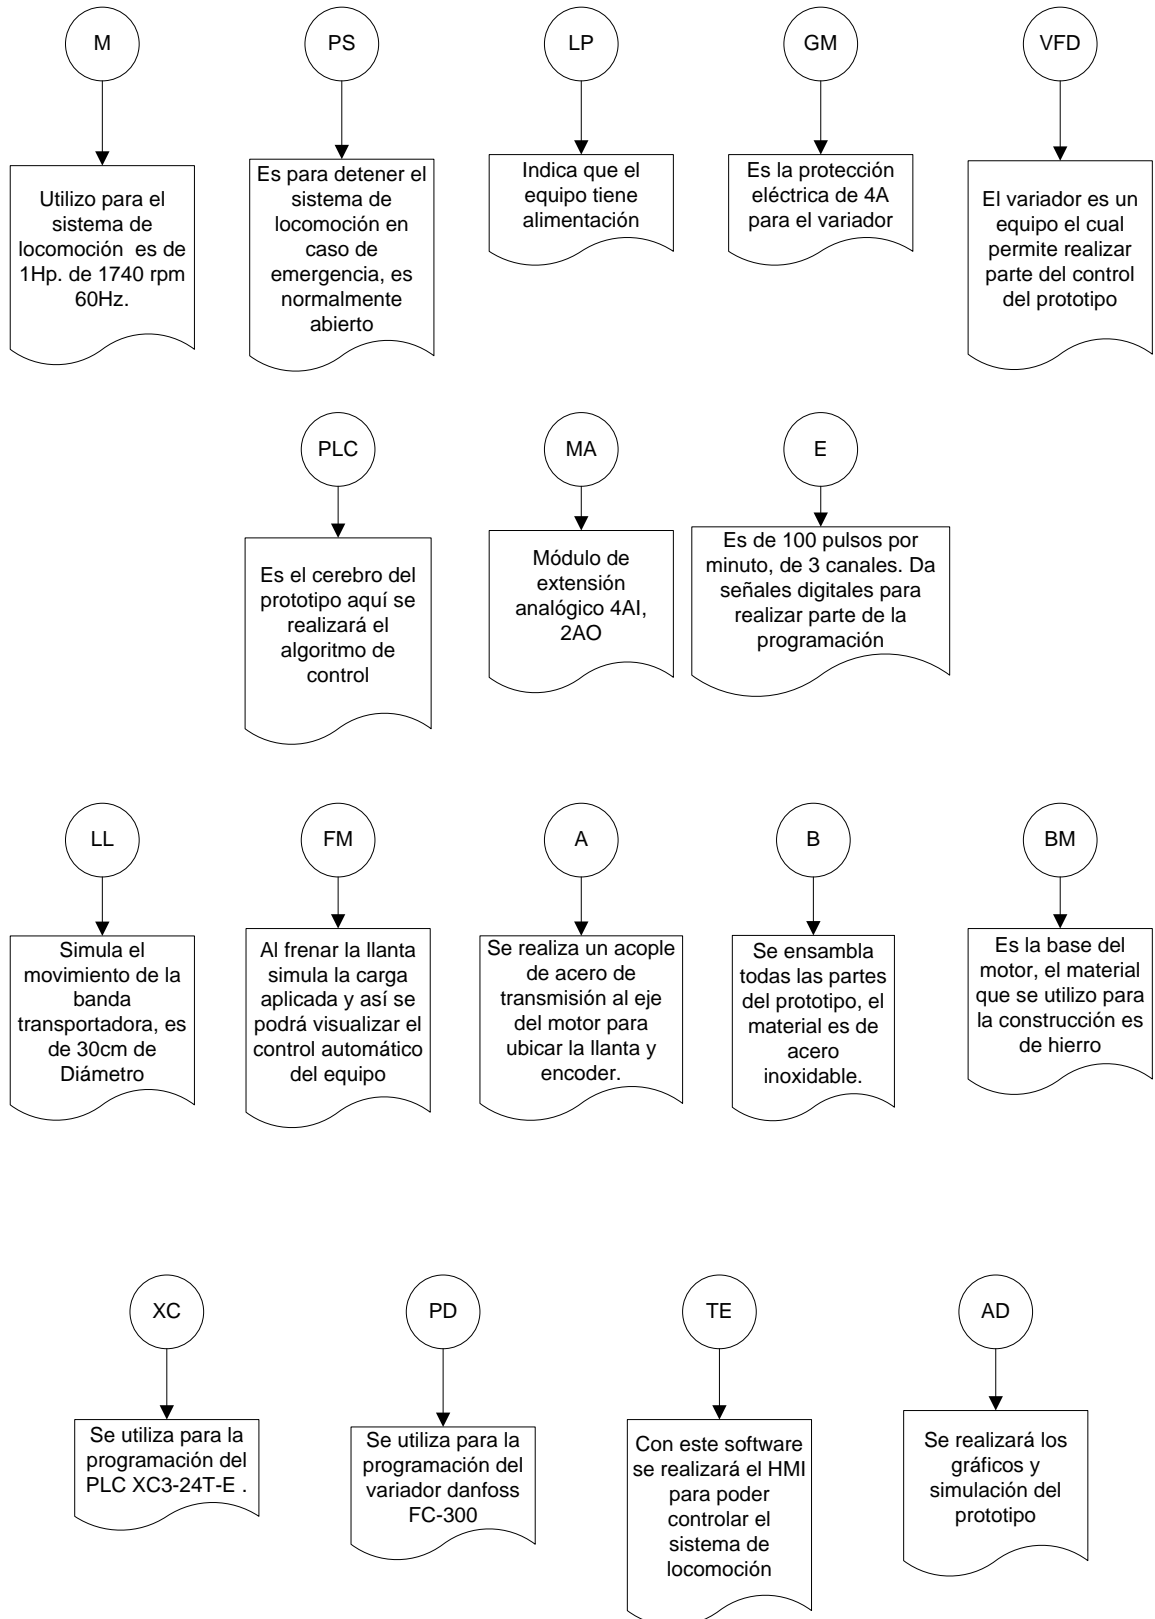 M
PS
LP
GM
VFD
Utilizo para el
sistema de
locomoción es de
1Hp. de 1740 rpm
60Hz.
Es para detener el
sistema de
locomoción en
caso de
emergencia, es
normalmente
abierto
Indica que el
equipo tiene
alimentación
Es la protección
eléctrica de 4A
para el variador
El variador es un
equipo el cual
permite realizar
parte del control
del prototipo
PLC
MA
E
Es el cerebro del
prototipo aquí se
realizará el
algoritmo de
control
Módulo de
extensión
analógico 4AI,
2AO
Es de 100 pulsos por
minuto, de 3 canales. Da
señales digitales para
realizar parte de la
programación
LL
FM
A
B
BM
Simula el
movimiento de la
banda
transportadora, es
de 30cm de
Diámetro
Al frenar la llanta
simula la carga
aplicada y así se
podrá visualizar el
control automático
del equipo
Se realiza un acople
de acero de
transmisión al eje
del motor para
ubicar la llanta y
encoder.
Se ensambla
todas las partes
del prototipo, el
material es de
acero
inoxidable.
Es la base del
motor, el material
que se utilizo para
la construcción es
de hierro
XC
PD
TE
AD
Se utiliza para la
programación del
PLC XC3-24T-E .
Se utiliza para la
programación del
variador danfoss
FC-300
Con este software
se realizará el HMI
para poder
controlar el
sistema de
locomoción
Se realizará los
gráficos y
simulación del
prototipo